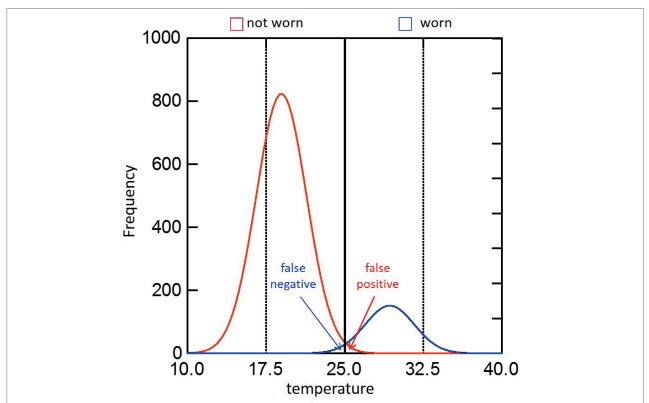 not worn
worn
1000
800
600
400
200
0
Frequency
false
negative
false
positive
10.0
17.5
25.0
32.5
40.0
temperature